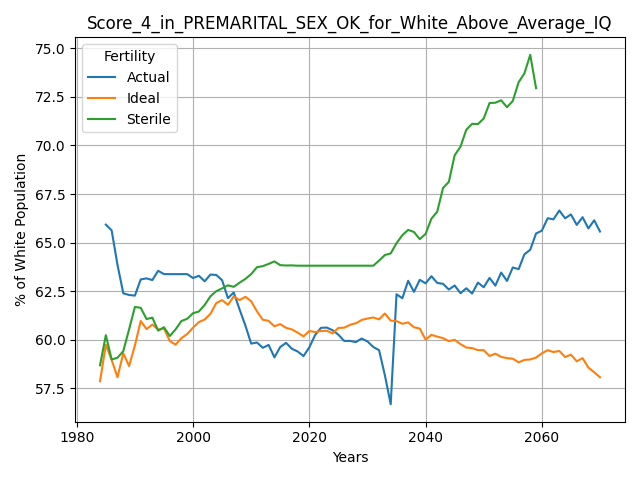 Score_4_in_PREMARITAL_SEX_OK_for_White_Above_Average_IQ
Fertility
Actual
Ideal
Sterile
% of White Population
75.0
72.5
70.0
67.5
65.0
62.5
60.0
57.5
1980 2000 2020 2040 2060
Years